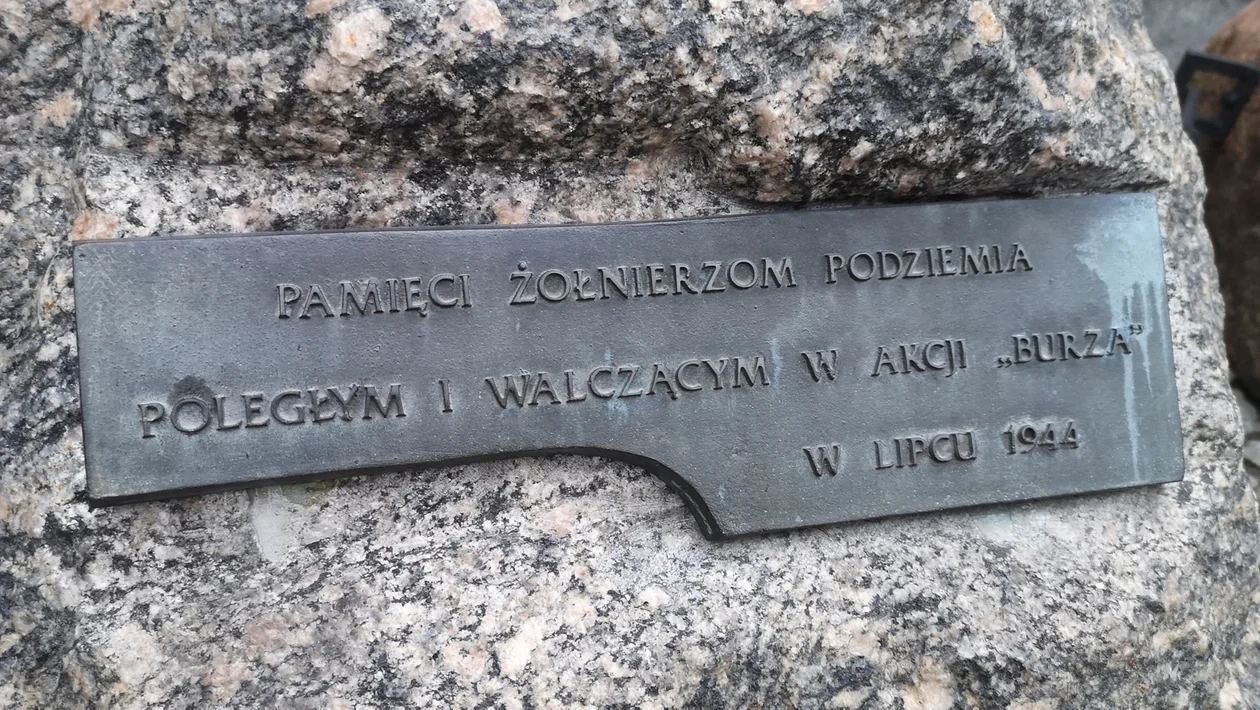 PAMIĘCI ŻOŁNIERZOM PODZIEMIA
POLEGŁYM I WALCZĄCYM W AKCJI „BURZA”
W LIPCU 1944